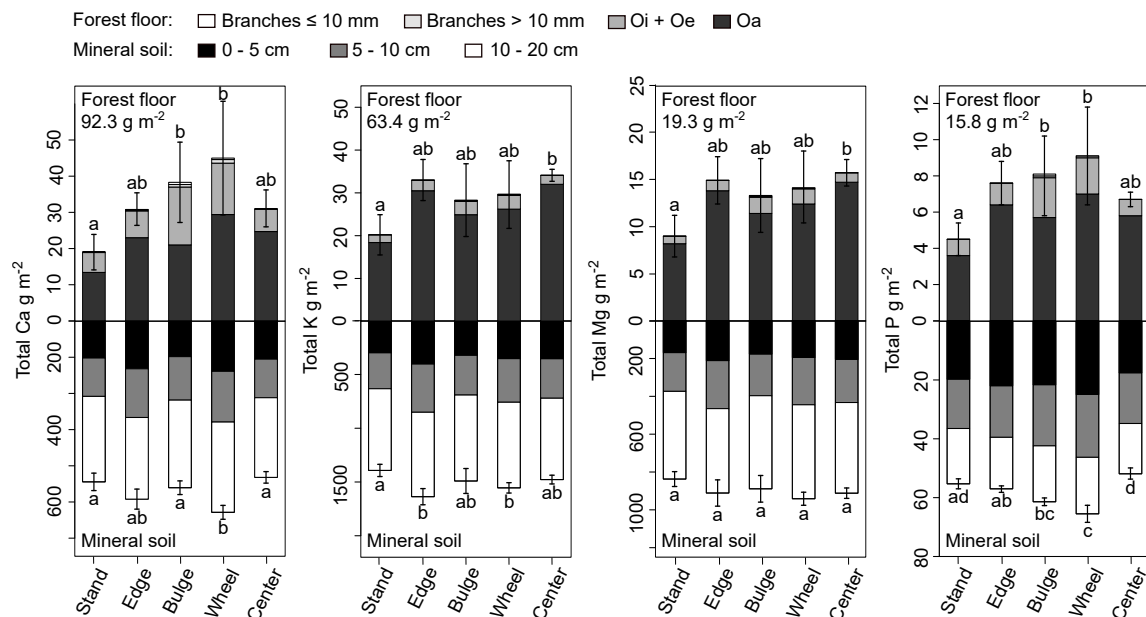 Forest floor: Branches ≤ 10 mm Branches > 10 mm Oi + Oe Oa
Mineral soil: 0 - 5 cm 5 - 10 cm 10 - 20 cm
Total Ca g m-2
50
40
30
20
10
0
200
400
600
Forest floor
92.3 g m-2
a
ab
b
b
ab
a
ab
a
b
a
Mineral soil
Stand
Edge
Bulge
Wheel
Center
Total K g m-2
50
40
30
20
10
0
500
1500
Forest floor
63.4 g m-2
a
ab
ab
ab
b
a
b
ab
b
ab
Mineral soil
Stand
Edge
Bulge
Wheel
Center
Total Mg g m-2
25
20
15
10
5
0
200
600
1000
Forest floor
19.3 g m-2
a
ab
ab
ab
b
a
a
a
a
a
Mineral soil
Stand
Edge
Bulge
Wheel
Center
Total P g m-2
12
10
8
6
4
2
0
20
40
60
80
Forest floor
15.8 g m-2
a
ab
b
b
ab
ad
ab
bc
c
d
Mineral soil
Stand
Edge
Bulge
Wheel
Center